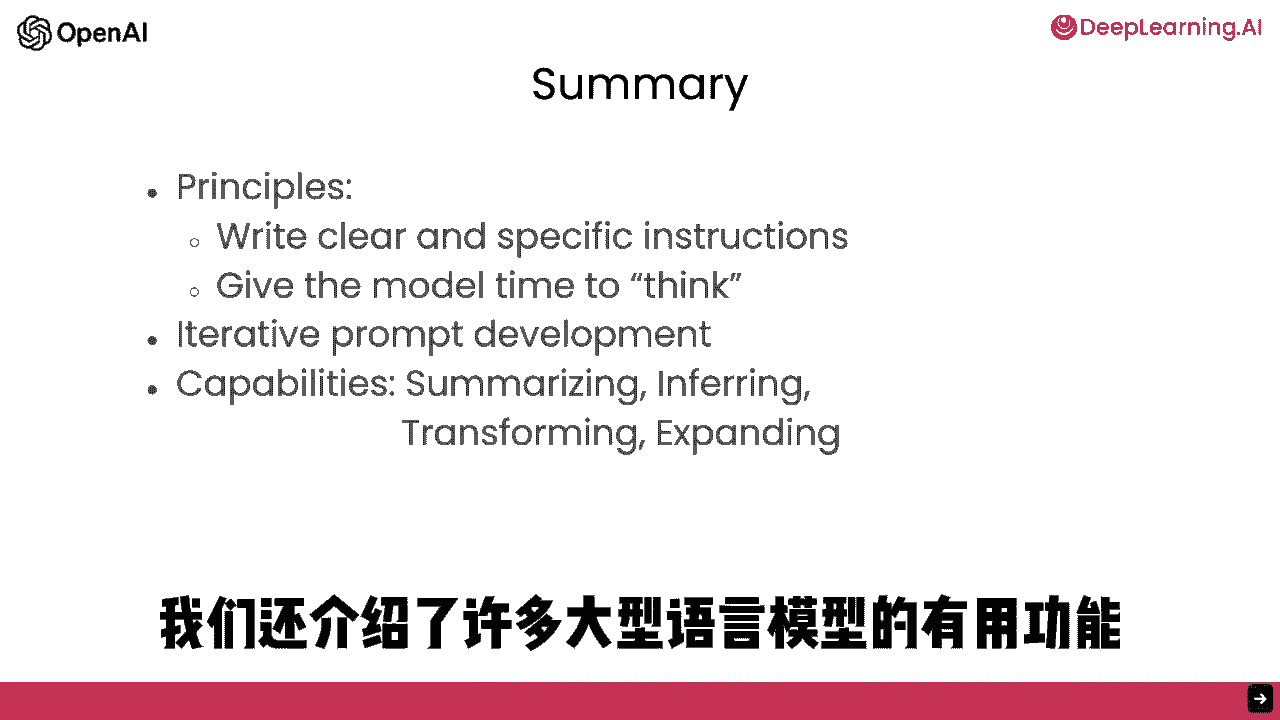 OpenAI
DeepLearning.AI
Summary
• Principles:
○ Write clear and specific instructions
○ Give the model time to “think”
• Iterative prompt development
• Capabilities: Summarizing, Inferring,
Transforming, Expanding
我们还介绍了许多大型语言模型的有用功能